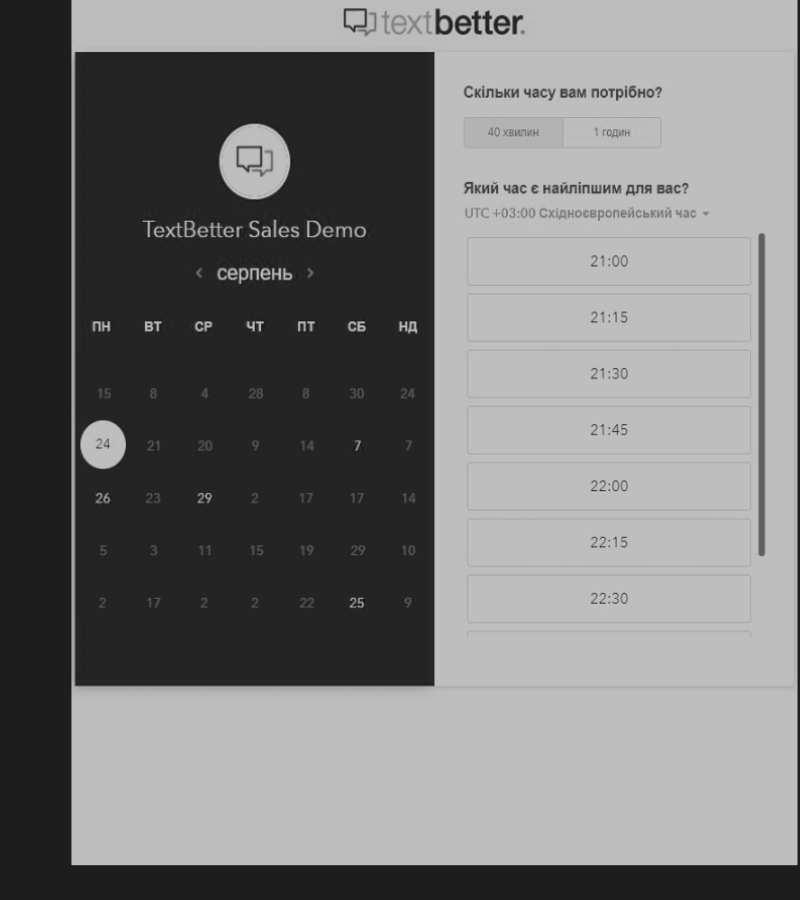 textbetter.
TextBetter Sales Demo
‹ серпень ›
ПН ВТ СР ЧТ ПТ СБ НД
15 8 4 28 8 30 24
24 21 20 9 14 7 7
26 23 29 2 17 17 14
5 3 11 15 19 29 10
2 17 2 2 22 25 9
Скільки часу вам потрібно?
40 хвилин 1 годин
Який час є найліпшим для вас?
UTC +03:00 Східноєвропейський час
21:00
21:15
21:30
21:45
22:00
22:15
22:30